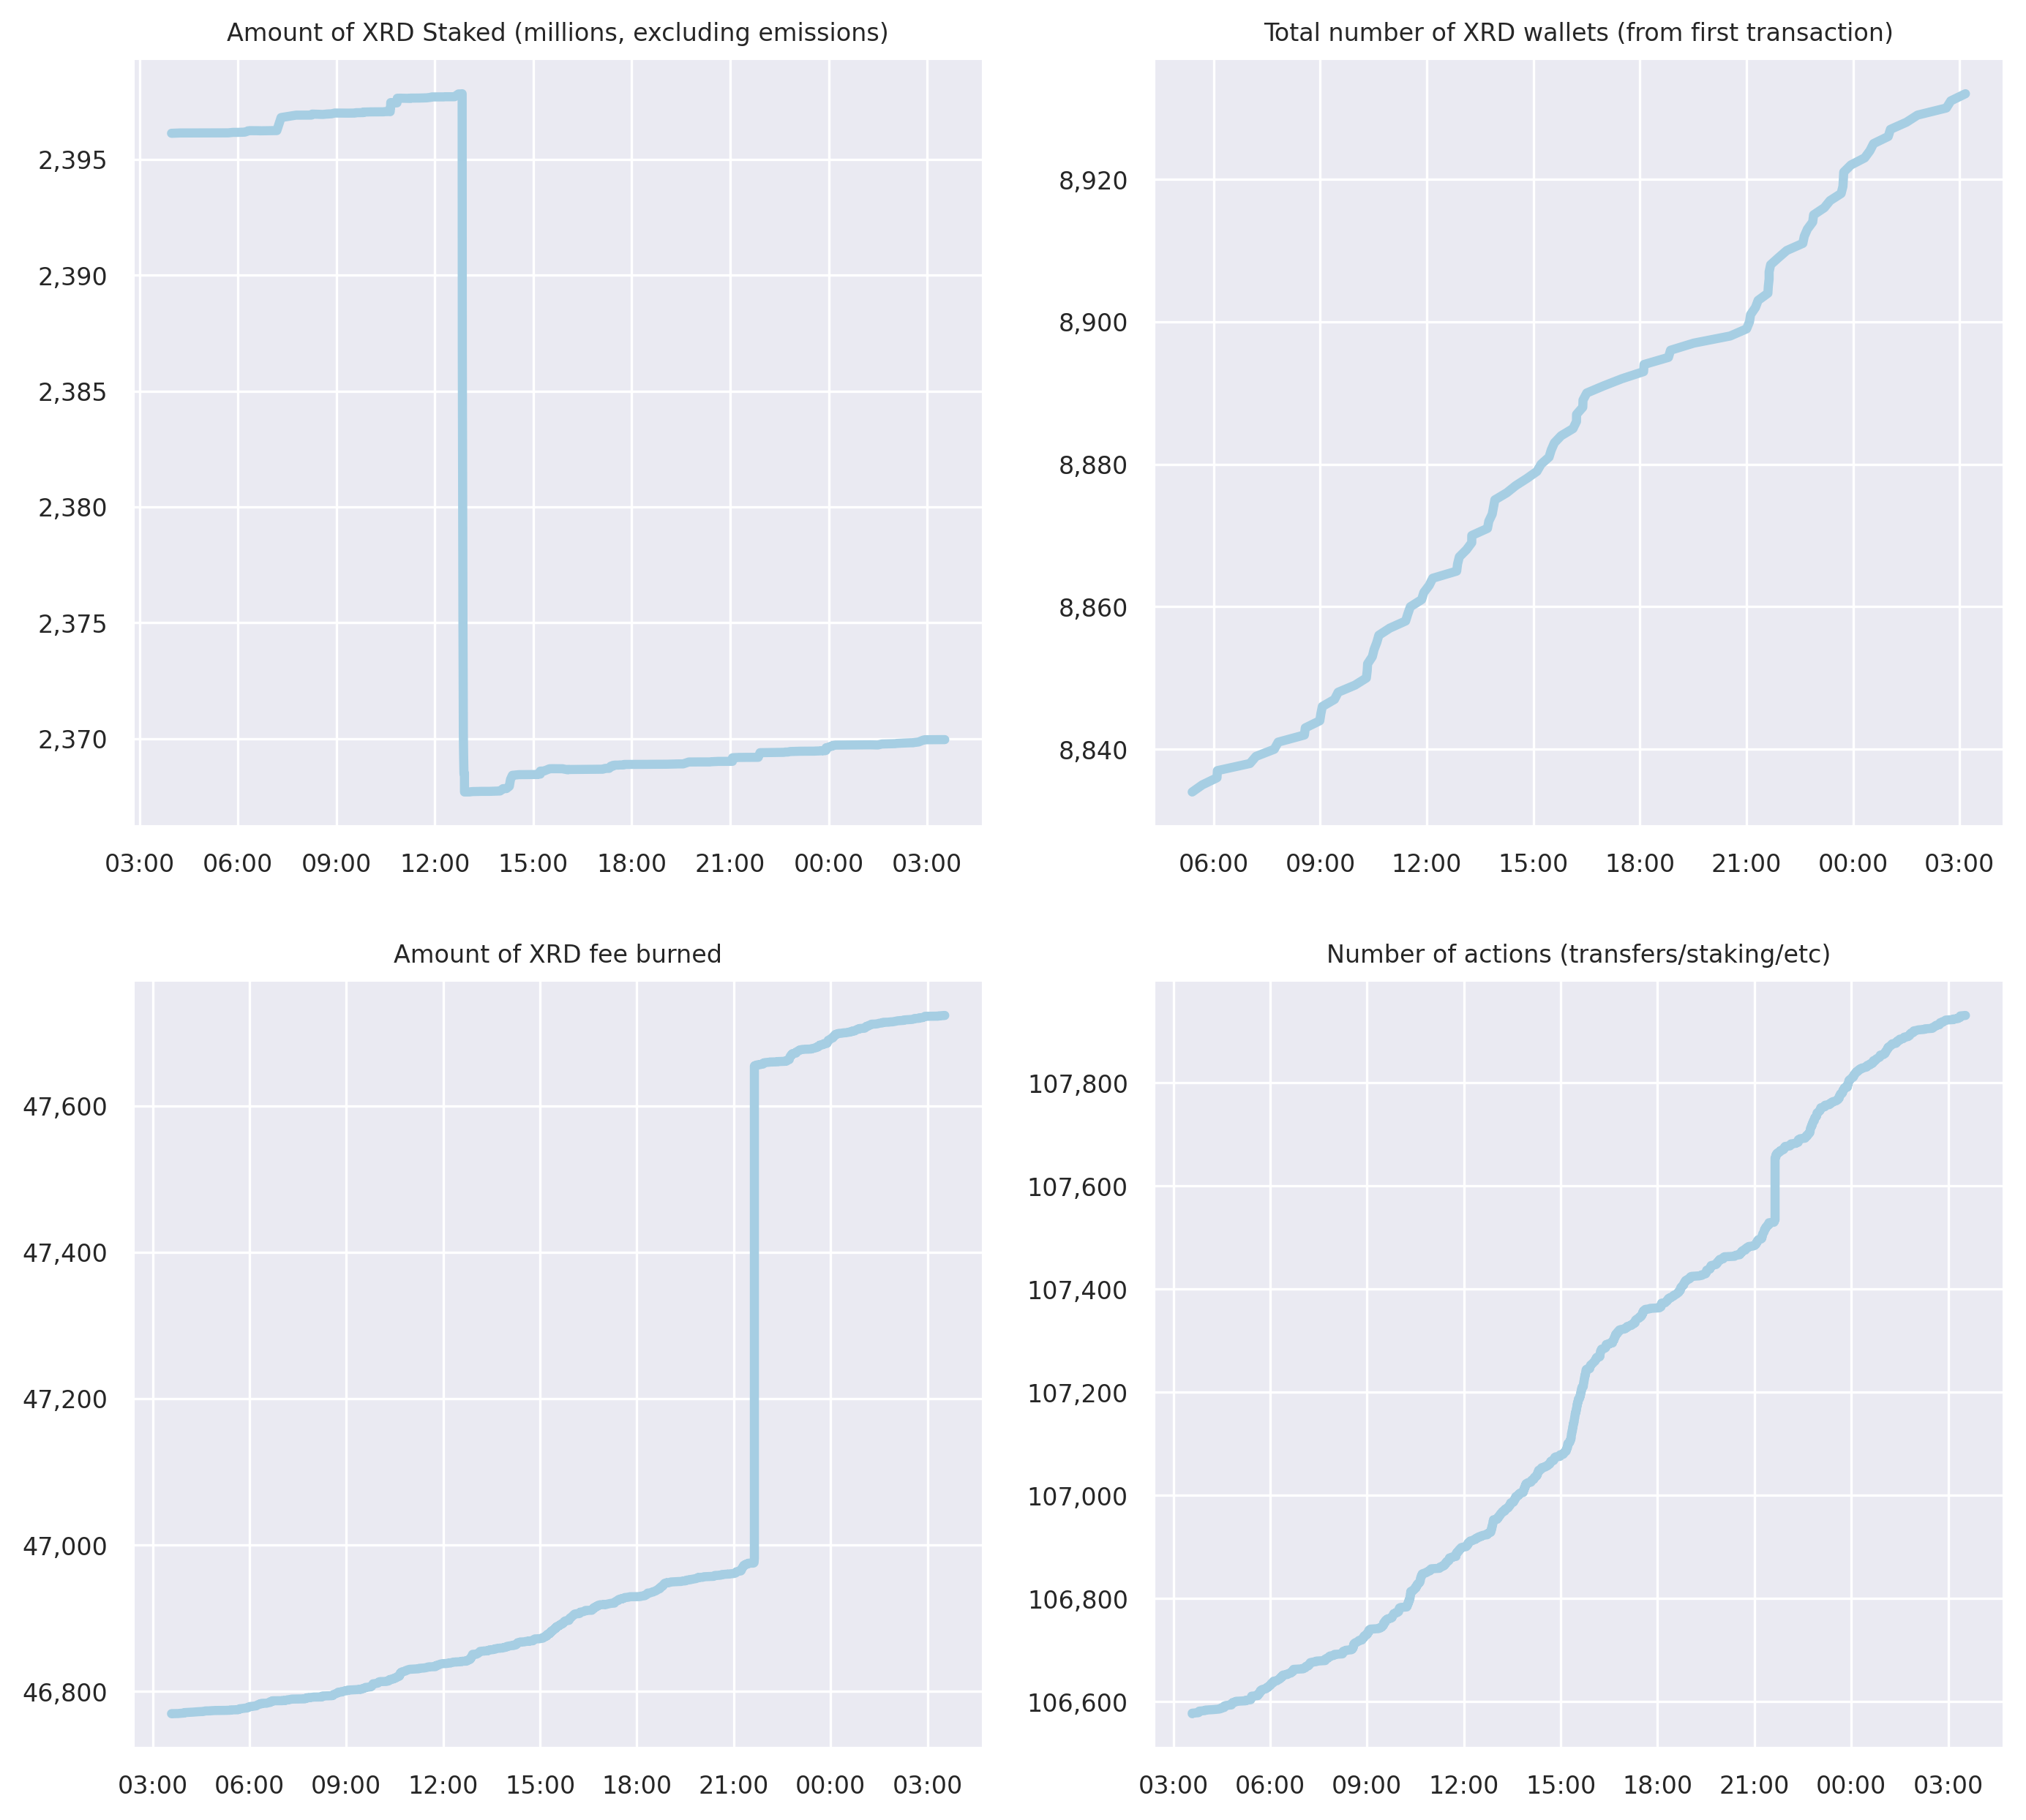 Amount of XRD Staked (millions, excluding emissions)
2,395
2,390
2,385
2,380
2,375
2,370
03:00 06:00 09:00 12:00 15:00 18:00 21:00 00:00 03:00
Total number of XRD wallets (from first transaction)
8,920
8,900
8,880
8,860
8,840
06:00 09:00 12:00 15:00 18:00 21:00 00:00 03:00
Amount of XRD fee burned
47,600
47,400
47,200
47,000
46,800
03:00 06:00 09:00 12:00 15:00 18:00 21:00 00:00 03:00
Number of actions (transfers/staking/etc)
107,800
107,600
107,400
107,200
107,000
106,800
106,600
03:00 06:00 09:00 12:00 15:00 18:00 21:00 00:00 03:00